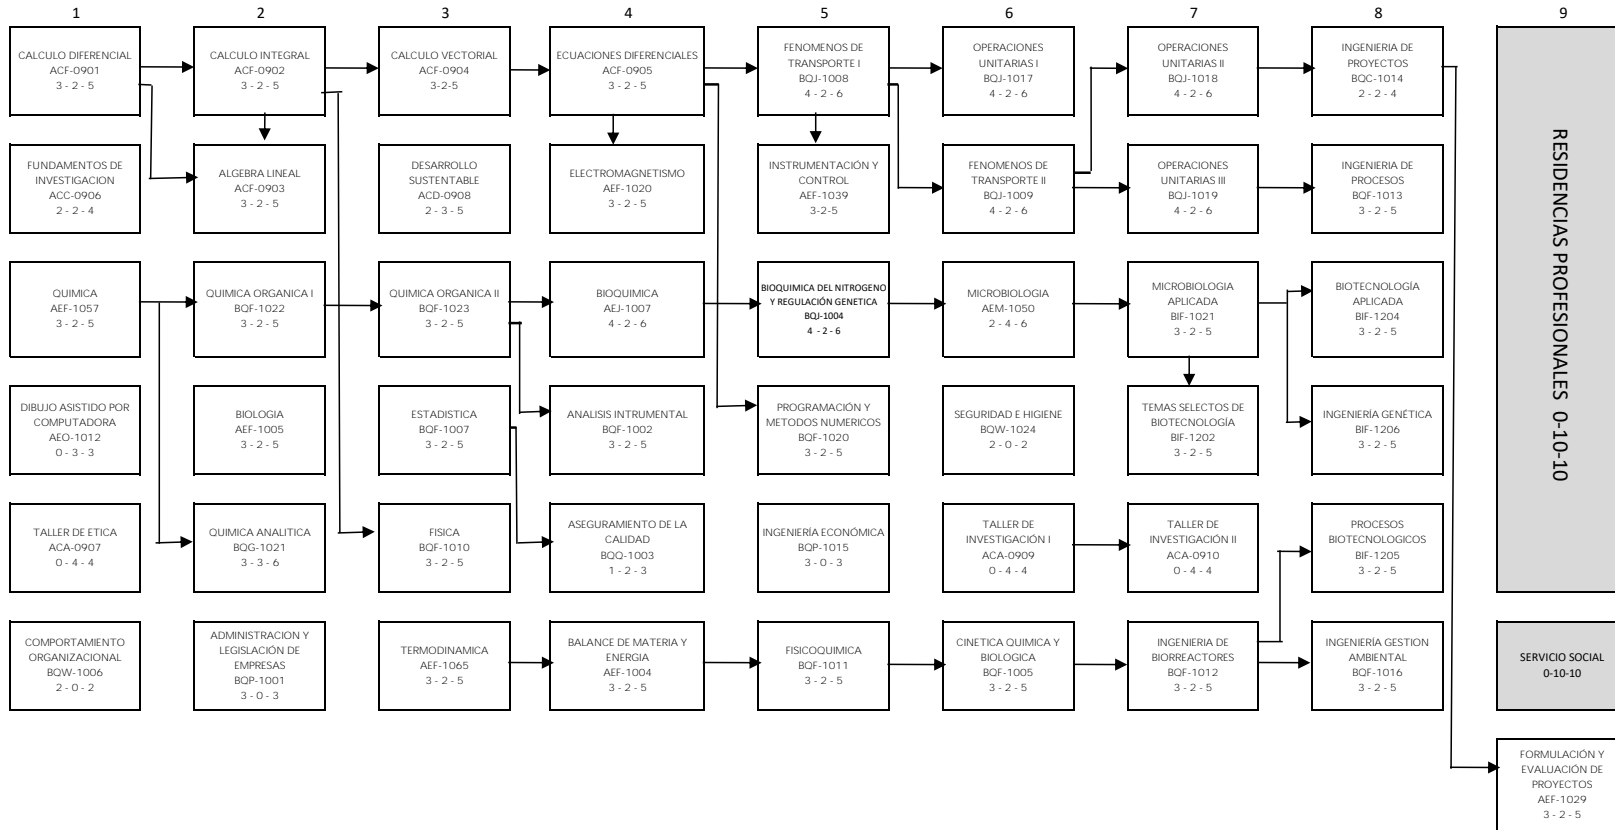 1
2
3
4
5
6
7
8
9
CALCULO DIFERENCIAL
ACF-0901
3 - 2 - 5
CALCULO INTEGRAL
ACF-0902
3 - 2 - 5
CALCULO VECTORIAL
ACF-0904
3-2-5
ECUACIONES DIFERENCIALES
ACF-0905
3 - 2 - 5
FENOMENOS DE
TRANSPORTE I
BQJ-1008
4 - 2 - 6
OPERACIONES
UNITARIAS I
BQJ-1017
4 - 2 - 6
OPERACIONES
UNITARIAS II
BQJ-1018
4 - 2 - 6
INGENIERIA DE
PROYECTOS
BQC-1014
2 - 2 - 4
RESIDENCIAS PROFESIONALES 0-10-10
FUNDAMENTOS DE
INVESTIGACION
ACC-0906
2 - 2 - 4
ALGEBRA LINEAL
ACF-0903
3 - 2 - 5
DESARROLLO
SUSTENTABLE
ACD-0908
2 - 3 - 5
ELECTROMAGNETISMO
AEF-1020
3 - 2 - 5
INSTRUMENTACIÓN Y
CONTROL
AEF-1039
3-2-5
FENOMENOS DE
TRANSPORTE II
BQJ-1009
4 - 2 - 6
OPERACIONES
UNITARIAS III
BQJ-1019
4 - 2 - 6
INGENIERIA DE
PROCESOS
BQF-1013
3 - 2 - 5
QUIMICA
AEF-1057
3 - 2 - 5
QUIMICA ORGANICA I
BQF-1022
3 - 2 - 5
QUIMICA ORGANICA II
BQF-1023
3 - 2 - 5
BIOQUIMICA
AEJ-1007
4 - 2 - 6
BIOQUIMICA DEL NITROGENO
Y REGULACIÓN GENETICA
BQJ-1004
4 - 2 - 6
MICROBIOLOGIA
AEM-1050
2 - 4 - 6
MICROBIOLOGIA
APLICADA
BIF-1021
3 - 2 - 5
BIOTECNOLOGÍA
APLICADA
BIF-1204
3 - 2 - 5
DIBUJO ASISTIDO POR
COMPUTADORA
AEO-1012
0 - 3 - 3
BIOLOGIA
AEF-1005
3 - 2 - 5
ESTADISTICA
BQF-1007
3 - 2 - 5
ANALISIS INTRUMENTAL
BQF-1002
3 - 2 - 5
PROGRAMACIÓN Y
METODOS NUMERICOS
BQF-1020
3 - 2 - 5
SEGURIDAD E HIGIENE
BQW-1024
2 - 0 - 2
TEMAS SELECTOS DE
BIOTECNOLOGÍA
BIF-1202
3 - 2 - 5
INGENIERÍA GENÉTICA
BIF-1206
3 - 2 - 5
TALLER DE ETICA
ACA-0907
0 - 4 - 4
QUIMICA ANALITICA
BQG-1021
3 - 3 - 6
FISICA
BQF-1010
3 - 2 - 5
ASEGURAMIENTO DE LA
CALIDAD
BQQ-1003
1 - 2 - 3
INGENIERÍA ECONÓMICA
BQP-1015
3 - 0 - 3
TALLER DE
INVESTIGACIÓN I
ACA-0909
0 - 4 - 4
TALLER DE
INVESTIGACIÓN II
ACA-0910
0 - 4 - 4
PROCESOS
BIOTECNOLOGICOS
BIF-1205
3 - 2 - 5
COMPORTAMIENTO
ORGANIZACIONAL
BQW-1006
2 - 0 - 2
ADMINISTRACION Y
LEGISLACIÓN DE
EMPRESAS
BQP-1001
3 - 0 - 3
TERMODINAMICA
AEF-1065
3 - 2 - 5
BALANCE DE MATERIA Y
ENERGIA
AEF-1004
3 - 2 - 5
FISICOQUIMICA
BQF-1011
3 - 2 - 5
CINETICA QUIMICA Y
BIOLOGICA
BQF-1005
3 - 2 - 5
INGENIERIA DE
BIORREACTORES
BQF-1012
3 - 2 - 5
INGENIERÍA GESTION
AMBIENTAL
BQF-1016
3 - 2 - 5
SERVICIO SOCIAL
0-10-10
FORMULACIÓN Y
EVALUACIÓN DE
PROYECTOS
AEF-1029
3 - 2 - 5